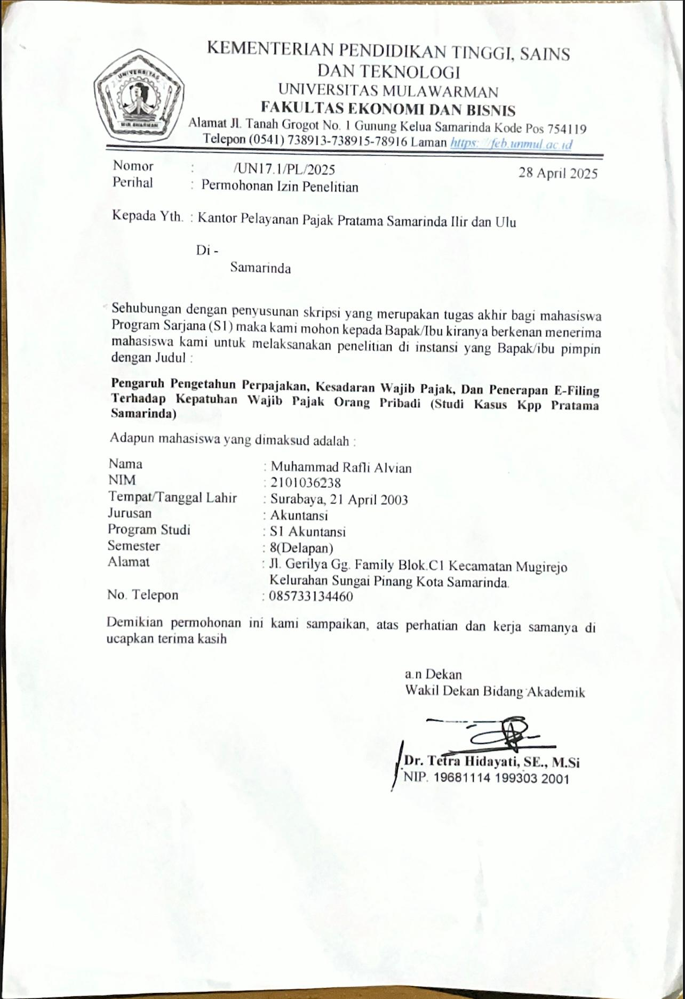 KEMENTERIAN PENDIDIKAN TINGGI, SAINS
DAN TEKNOLOGI
UNIVERSITAS MULAWARMAN
FAKULTAS EKONOMI DAN BISNIS
Alamat Jl. Tanah Grogot No. 1 Gunung Kelua Samarinda Kode Pos 754119
Telepon (0541) 738913-738915-78916 Laman https://feb.unmul.ac.id
UNIVERSITAS
MULAWARMAN
Nomor : /UN17.1/PL/2025 28 April 2025
Perihal : Permohonan Izin Penelitian
Kepada Yth. : Kantor Pelayanan Pajak Pratama Samarinda Ilir dan Ulu
Di -
Samarinda
Sehubungan dengan penyusunan skripsi yang merupakan tugas akhir bagi mahasiswa
Program Sarjana (S1) maka kami mohon kepada Bapak/Ibu kiranya berkenan menerima
mahasiswa kami untuk melaksanakan penelitian di instansi yang Bapak/ibu pimpin
dengan Judul :
Pengaruh Pengetahun Perpajakan, Kesadaran Wajib Pajak, Dan Penerapan E-Filing
Terhadap Kepatuhan Wajib Pajak Orang Pribadi (Studi Kasus Kpp Pratama
Samarinda)
Adapun mahasiswa yang dimaksud adalah :
Nama : Muhammad Rafli Alvian
NIM : 2101036238
Tempat/Tanggal Lahir : Surabaya, 21 April 2003
Jurusan : Akuntansi
Program Studi : S1 Akuntansi
Semester : 8(Delapan)
Alamat : Jl. Gerilya Gg. Family Blok.C1 Kecamatan Mugirejo
Kelurahan Sungai Pinang Kota Samarinda.
No. Telepon : 085733134460
Demikian permohonan ini kami sampaikan, atas perhatian dan kerja samanya di
ucapkan terima kasih
a.n Dekan
Wakil Dekan Bidang Akademik
Dr. Tetra Hidayati, SE., M.Si
NIP. 19681114 199303 2001